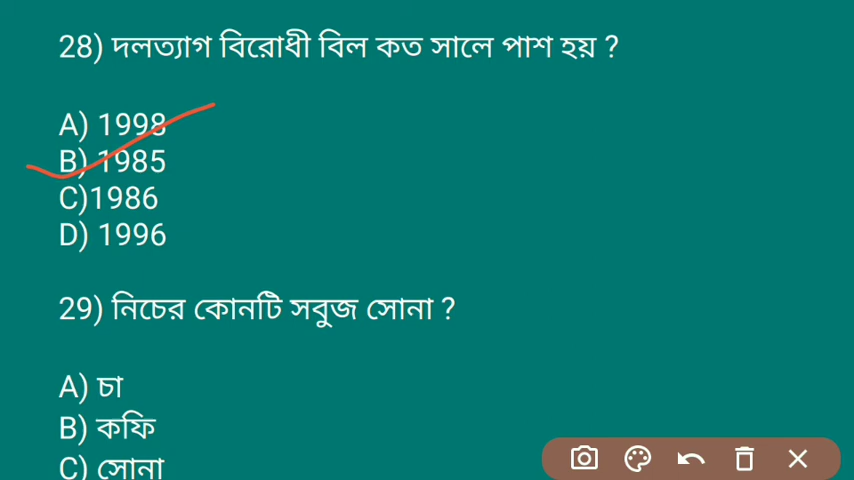 28) দলত্যাগ বিরোধী বিল কত সালে পাশ হয় ?
A) 1998
B) 1985
C)1986
D) 1996
29) নিচের কোনটি সবুজ সোনা ?
A) চা
B) কফি
C) সোনা